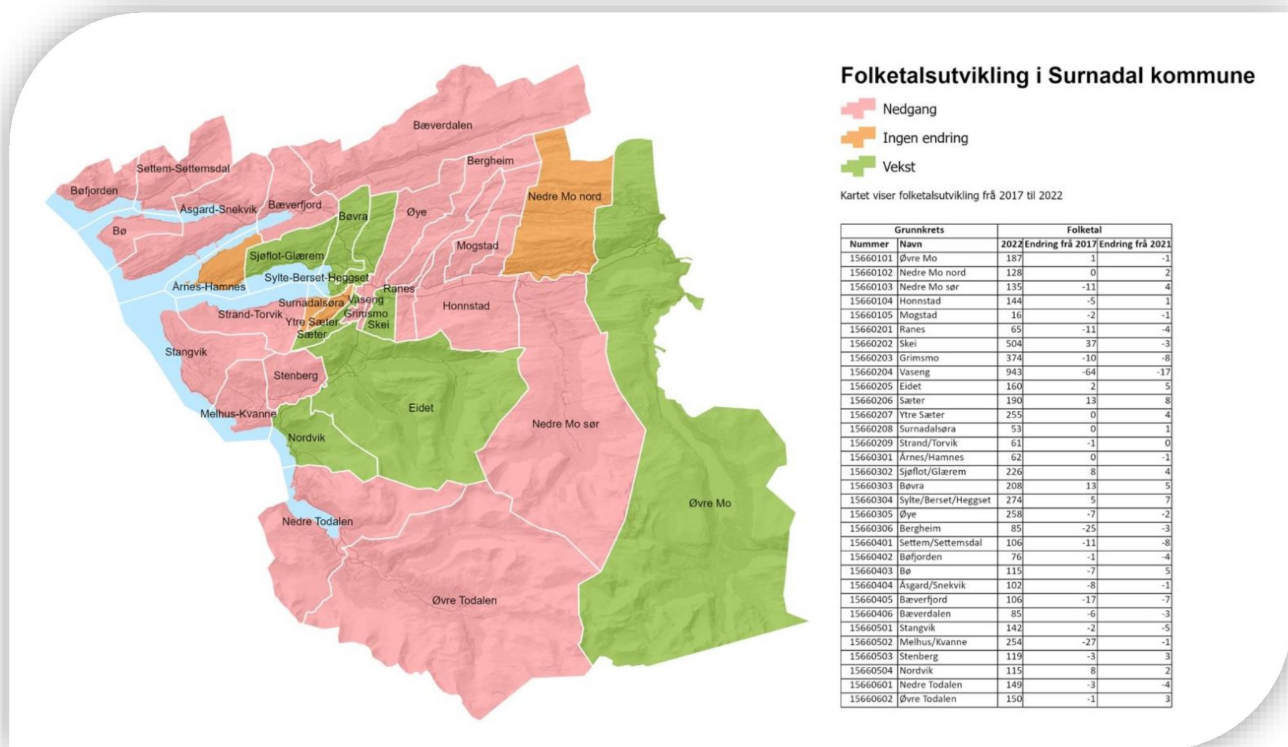 Folketalsutvikling i Surnadal kommune
Nedgang
Ingen endring
Vekst
Kartet viser folketalsutvikling frå 2017 til 2022
Bæverdalen
Bergheim
Settem-Settemsdal
Bøfjorden
Nedre Mo nord
Åsgard-Snekvik
Bæverfjord
Bøvra
Øye
Bø
Mogstad
Sjøflot-Glærem
Sylte-Berset-Heggset
Årnes-Hamnes
Ranes
Surnadalsøra
Vaseng
Honnstad
Strand-Torvik
Grimsmo
Ytre Sæter
Skei
Sæter
Stangvik
Stenberg
Eidet
Melhus-Kvanne
Nedre Mo sør
Nordvik
Øvre Mo
Nedre Todalen
Øvre Todalen
Grunnkrets Folketal
Nummer Navn 2022 Endring frå 2017 Endring frå 2021
15660101 Øvre Mo 187 1 -1
15660102 Nedre Mo nord 128 0 2
15660103 Nedre Mo sør 135 -11 4
15660104 Honnstad 144 -5 1
15660105 Mogstad 16 -2 -1
15660201 Ranes 65 -11 -4
15660202 Skei 504 37 -3
15660203 Grimsmo 374 -10 -8
15660204 Vaseng 943 -64 -17
15660205 Eidet 160 2 5
15660206 Sæter 190 13 8
15660207 Ytre Sæter 255 0 4
15660208 Surnadalsøra 53 0 1
15660209 Strand/Torvik 61 -1 0
15660301 Årnes/Hamnes 62 0 -1
15660302 Sjøflot/Glærem 226 8 4
15660303 Bøvra 208 13 5
15660304 Sylte/Berset/Heggset 274 5 7
15660305 Øye 258 -7 -2
15660306 Bergheim 85 -25 -3
15660401 Settem/Settemsdal 106 -11 -8
15660402 Bøfjorden 76 -1 -4
15660403 Bø 115 -7 5
15660404 Åsgard/Snekvik 102 -8 -1
15660405 Bæverfjord 106 -17 -7
15660406 Bæverdalen 85 -6 -3
15660501 Stangvik 142 -2 -5
15660502 Melhus/Kvanne 254 -27 -1
15660503 Stenberg 119 -3 3
15660504 Nordvik 115 8 2
15660601 Nedre Todalen 149 -3 -4
15660602 Øvre Todalen 150 -1 3